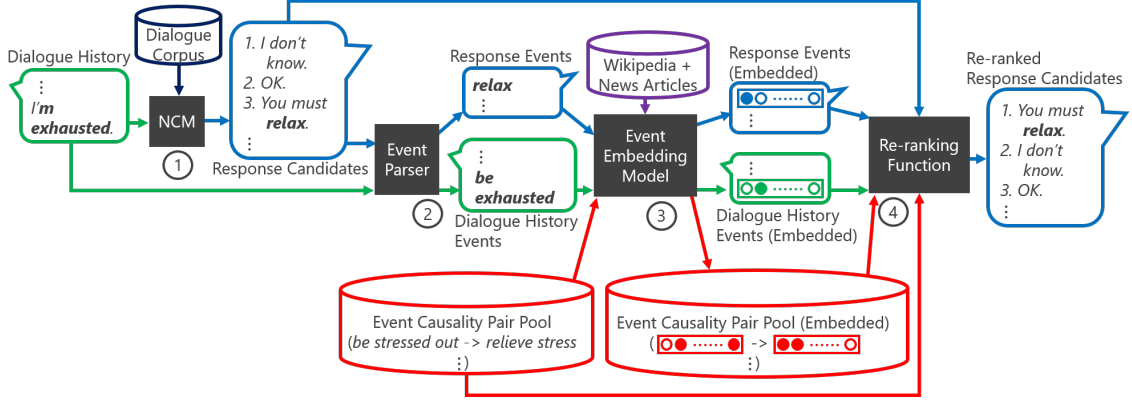 Dialogue History
⋮
I'm
exhausted.
Dialogue
Corpus
NCM
1
1. I don't
know.
2. OK.
3. You must
relax.
⋮
Response Candidates
Event
Parser
2
Response Events
relax
⋮
⋮
be
exhausted
Dialogue History
Events
Wikipedia +
News Articles
Event
Embedding
Model
3
Response Events
(Embedded)
Dialogue History
Events (Embedded)
Re-ranking
Function
4
Re-ranked
Response Candidates
1. You must
relax.
2. I don't
know.
3. OK.
⋮
Event Causality Pair Pool
(be stressed out -> relieve stress
⋮)
Event Causality Pair Pool (Embedded)
( ...... -> ......
⋮)